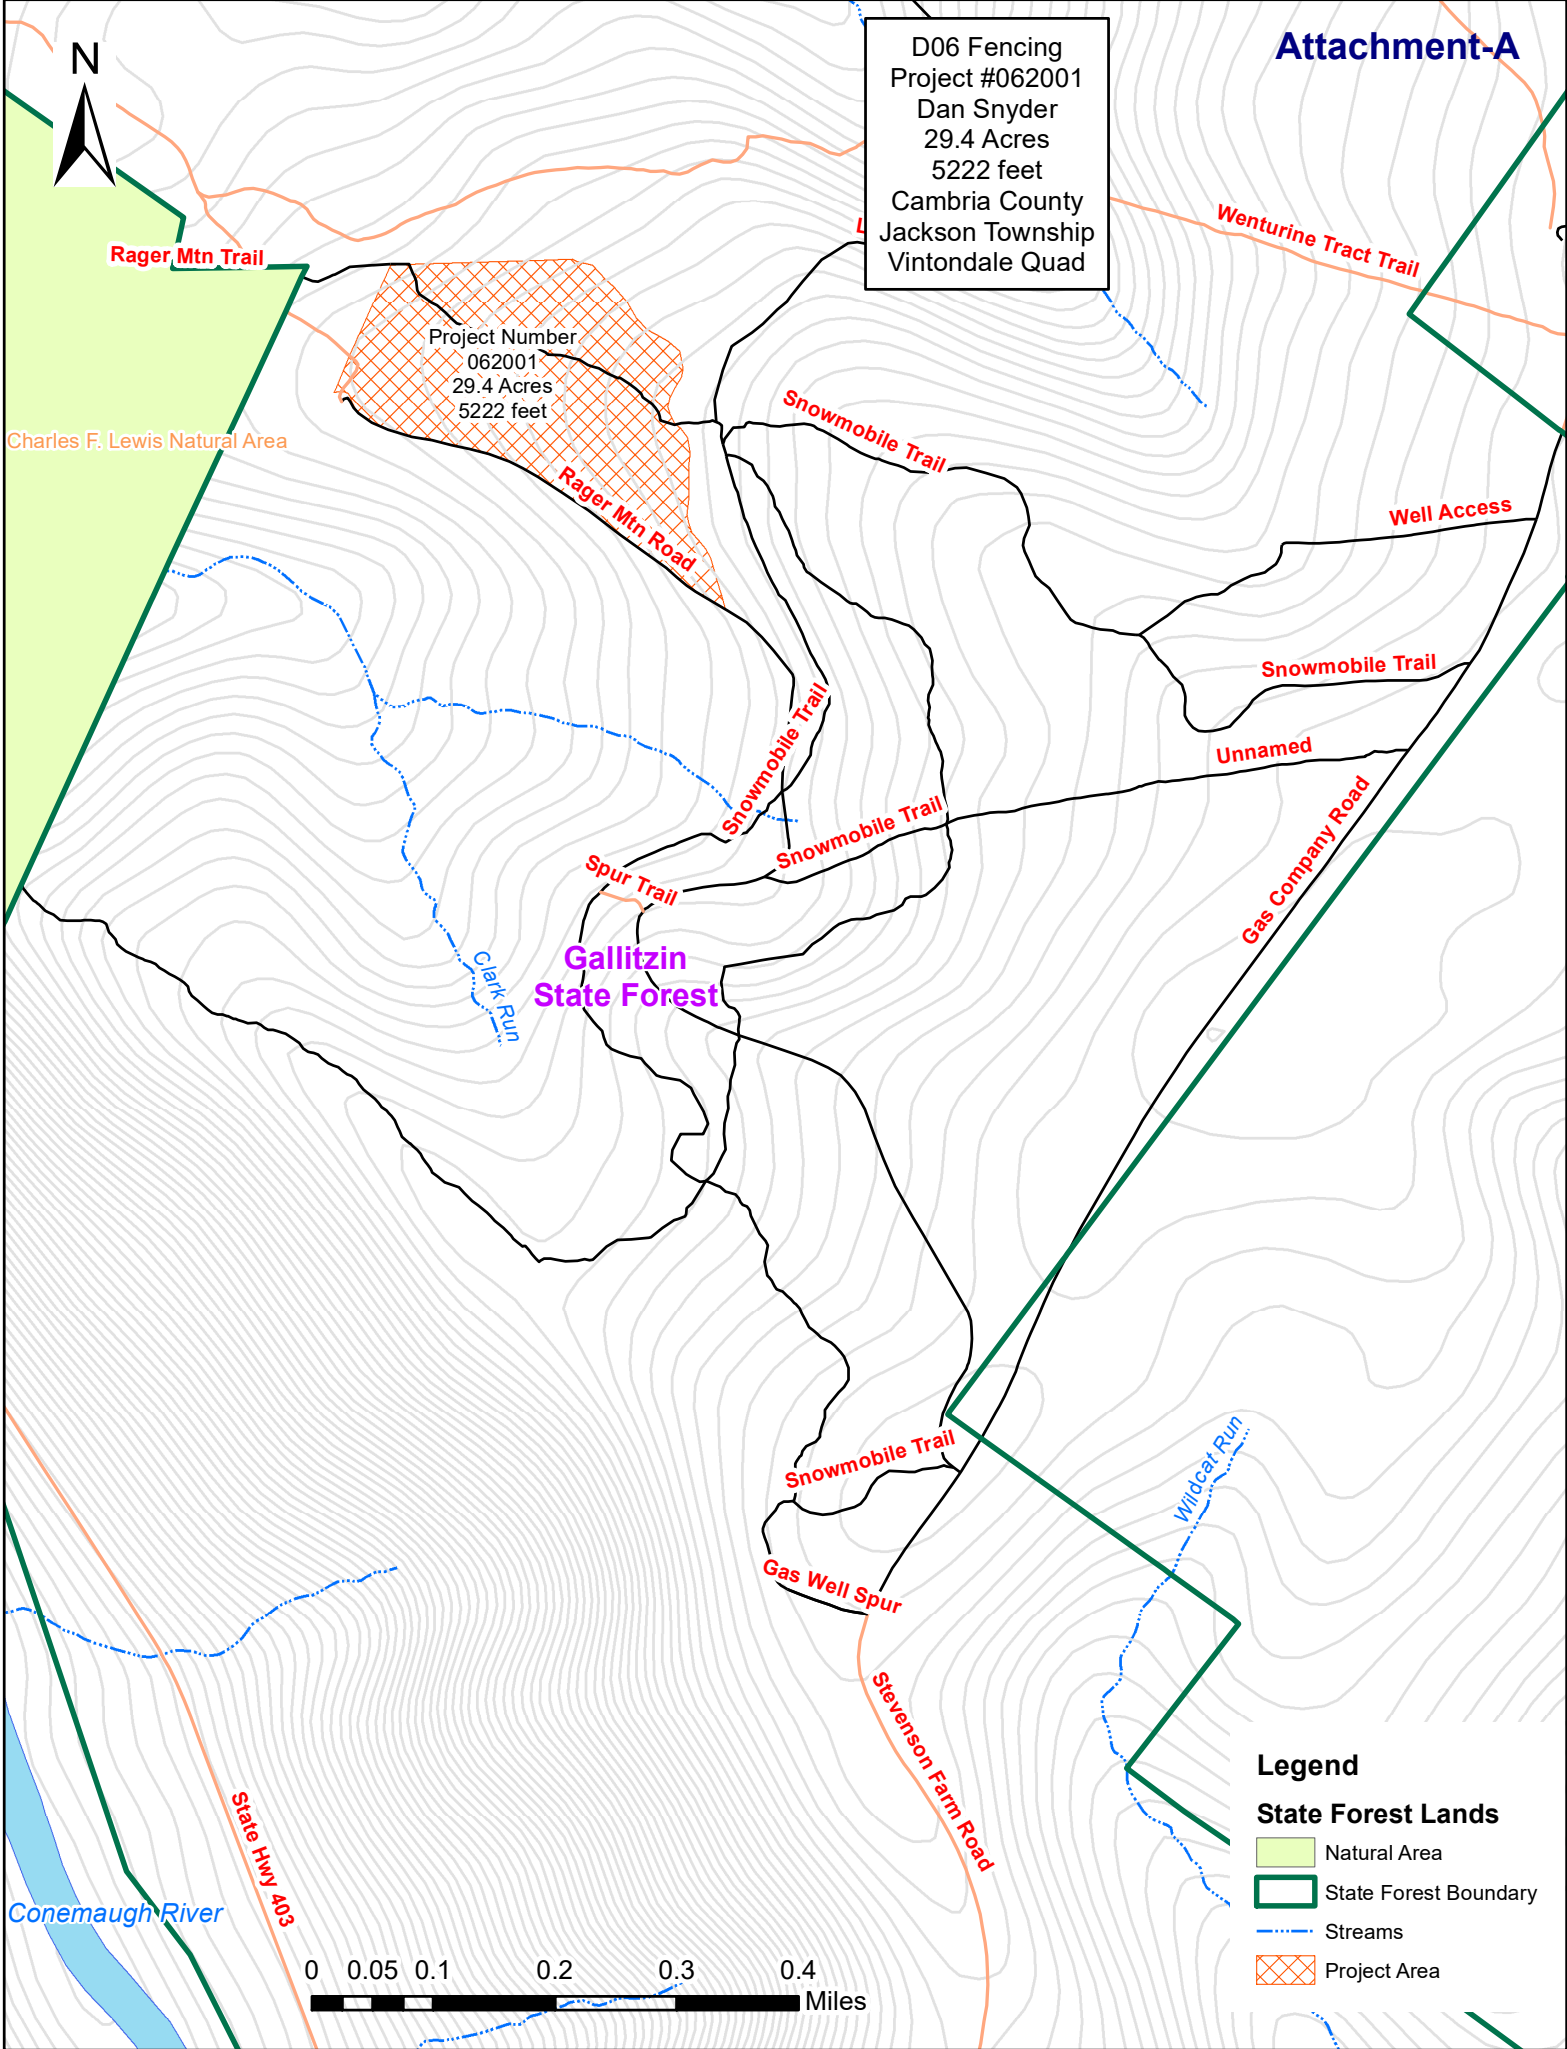 Attachment-A
N
D06 Fencing
Project #062001
Dan Snyder
29.4 Acres
5222 feet
Cambria County
Jackson Township
Vintondale Quad
Wenturine Tract Trail
Rager Mtn Trail
Project Number
062001
29.4 Acres
5222 feet
Charles F. Lewis Natural Area
Snowmobile Trail
Rager Mtn Road
Well Access
Snowmobile Trail
Unnamed
Snowmobile Trail
Snowmobile Trail
Spur Trail
Gas Company Road
Gallitzin
State Forest
Clark Run
Snowmobile Trail
Wildcat Run
Gas Well Spur
Stevenson Farm Road
State Hwy 403
Conemaugh River
Legend
State Forest Lands
Natural Area
State Forest Boundary
Streams
Project Area
0 0.05 0.1 0.2 0.3 0.4
Miles